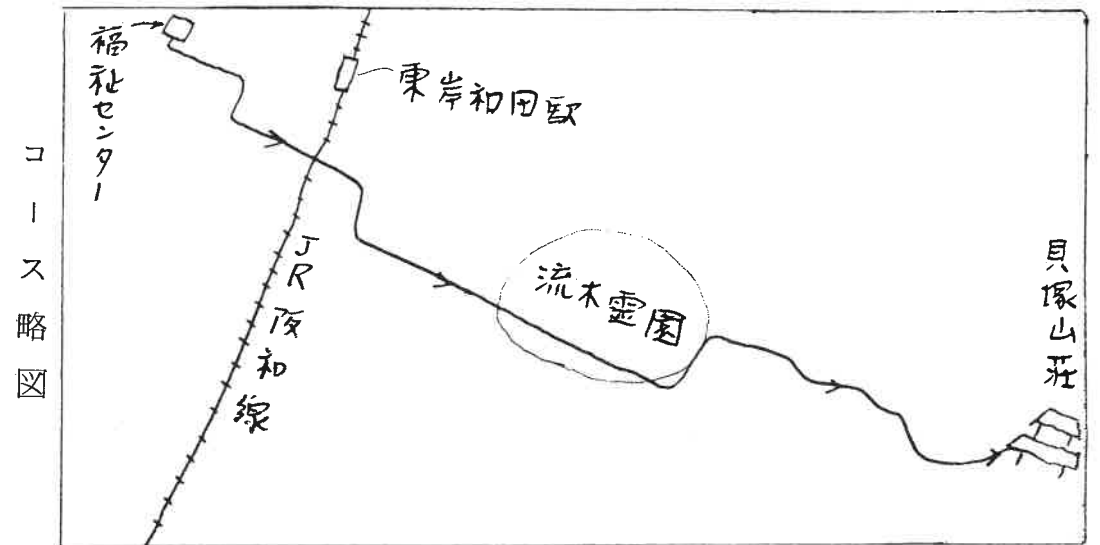 コース略図
福祉センター
東岸和田駅
JR阪和線
流木霊園
貝塚山荘